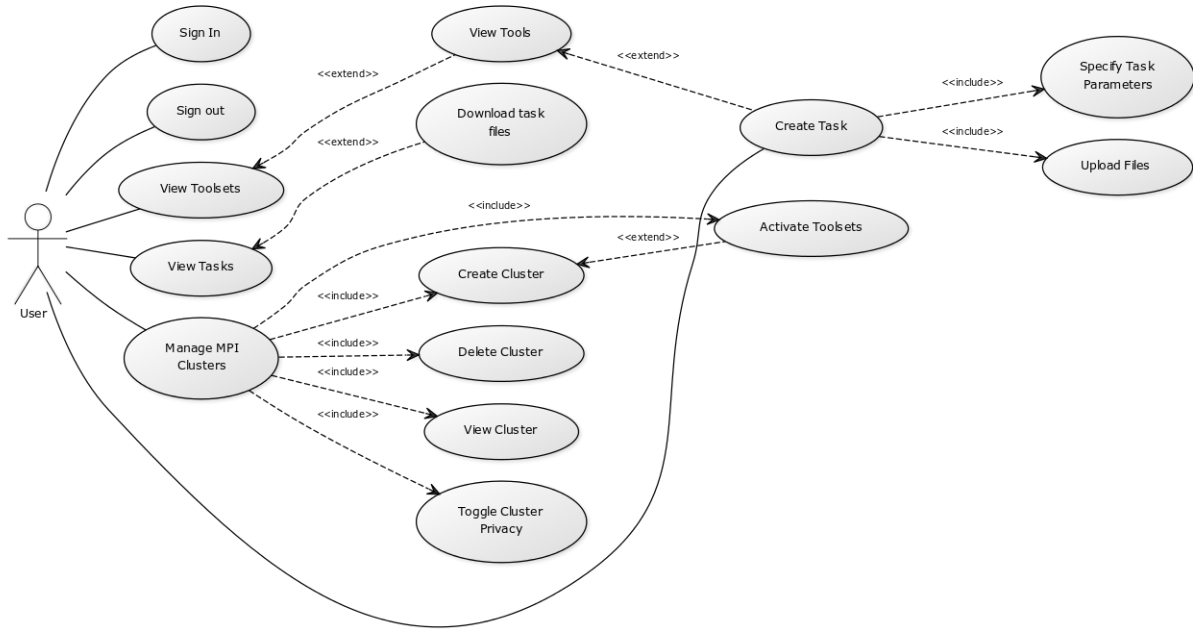 Sign In
View Tools
<<extend>>
<<extend>>
Specify Task
Parameters
<<include>>
Sign out
Download task
files
Create Task
<<extend>>
<<include>>
Upload Files
View Toolsets
<<include>>
Activate Toolsets
<<extend>>
View Tasks
Create Cluster
<<include>>
User
Manage MPI
Clusters
<<include>>
Delete Cluster
<<include>>
View Cluster
<<include>>
Toggle Cluster
Privacy